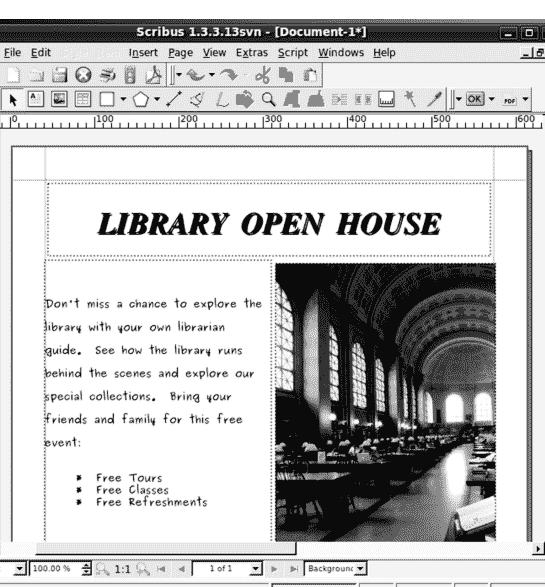 Scribus 1.3.3.13svn - [Document-1*]
File Edit Insert Page View Extras Script Windows Help
OK PDF
0 100 200 300 400 500 600
LIBRARY OPEN HOUSE
Don't miss a chance to explore the
library with your own librarian
guide. See how the library runs
behind the scenes and explore our
special collections. Bring your
friends and family for this free
event:
* Free Tours
* Free Classes
* Free Refreshments
100.00 % 1:1 1 of 1 Background